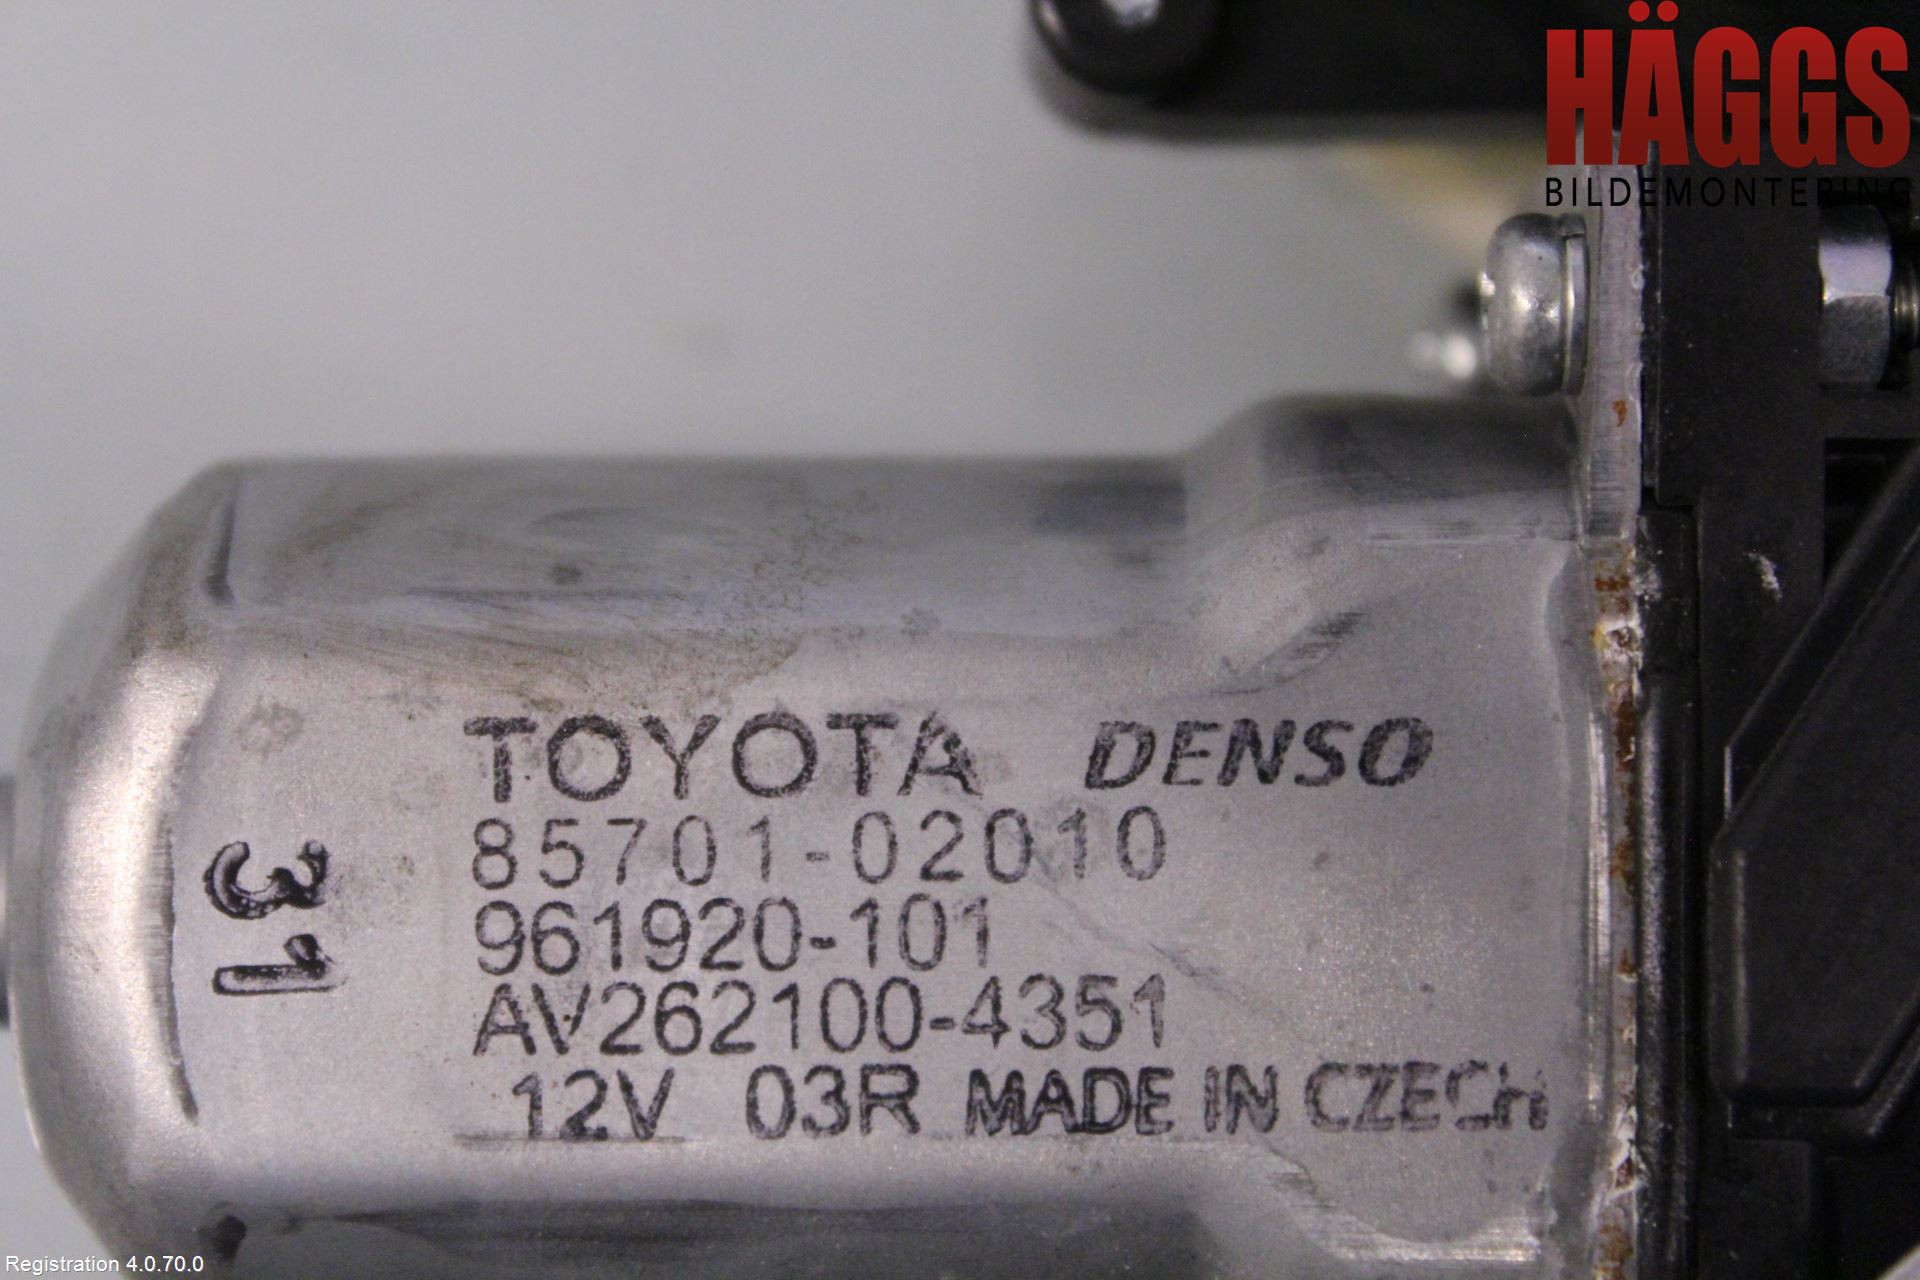 HÄGGS
BILDEMONTERING
TOYOTA DENSO
85701-02010
961920-101
AV262100-4351
12V 03R MADE IN CZECH
31
Registration 4.0.70.0